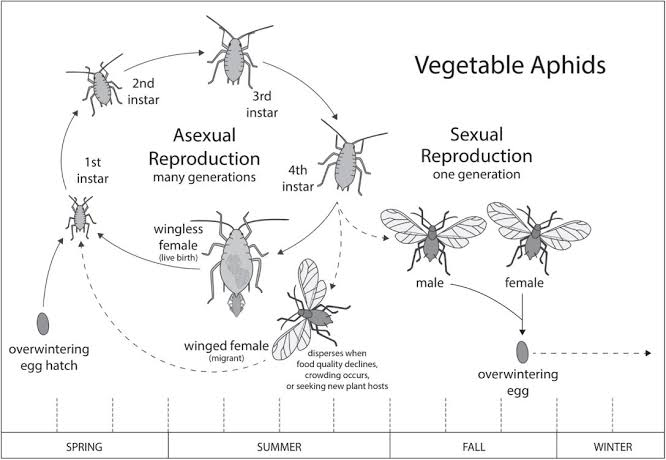 Vegetable Aphids
2nd
instar
3rd
instar
Asexual
Reproduction
many generations
Sexual
Reproduction
one generation
1st
instar
4th
instar
wingless
female
(live birth)
male
female
overwintering
egg hatch
winged female
(migrant)
disperses when
food quality declines,
crowding occurs,
or seeking new plant hosts
overwintering
egg
SPRING
SUMMER
FALL
WINTER